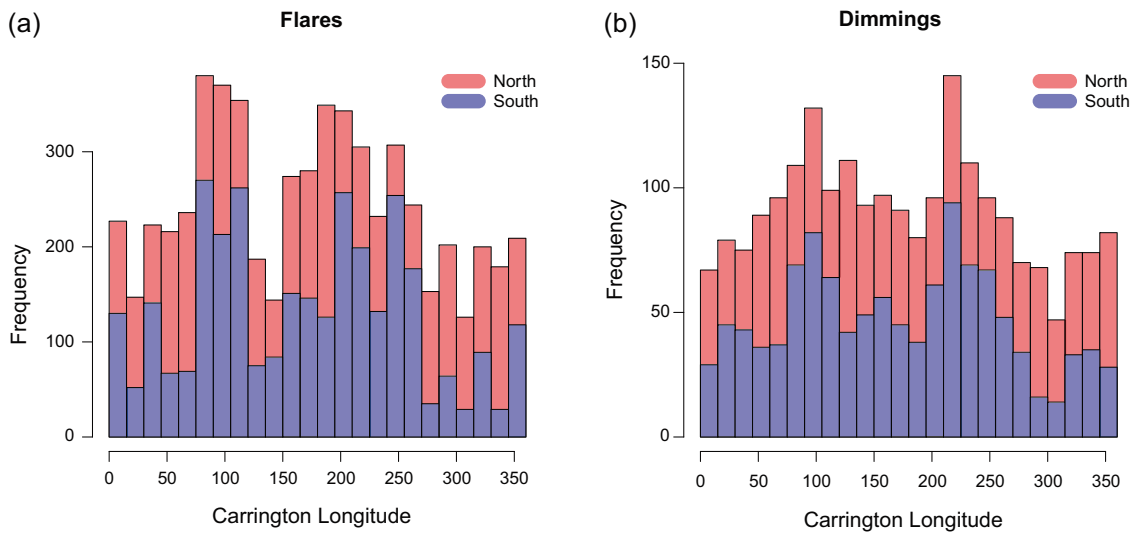 (a)
Flares
North
South
300
200
100
0
Frequency
0 50 100 150 200 250 300 350
Carrington Longitude
(b)
Dimmings
North
South
150
100
50
0
Frequency
0 50 100 150 200 250 300 350
Carrington Longitude